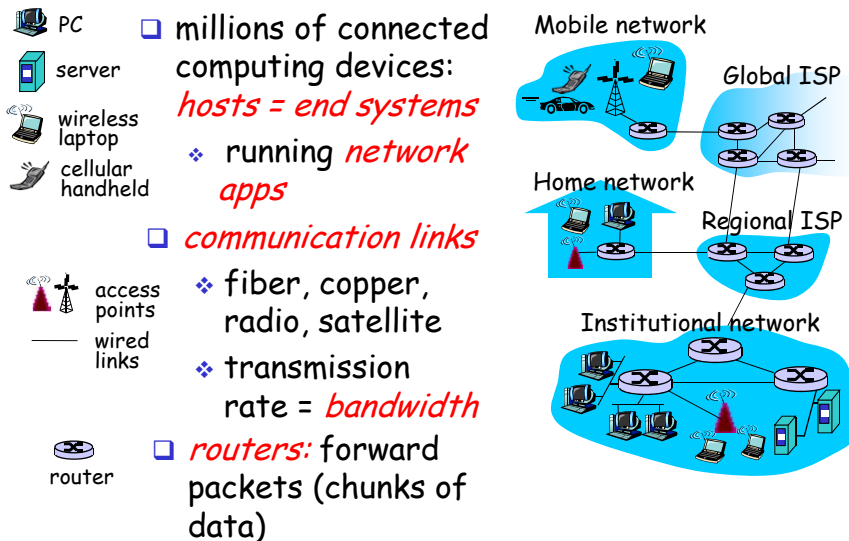 PC
server
wireless
laptop
cellular
handheld
access
points
wired
links
router
❑ millions of connected
computing devices:
hosts = end systems
❖ running network
apps
❑ communication links
❖ fiber, copper,
radio, satellite
❖ transmission
rate = bandwidth
❑ routers: forward
packets (chunks of
data)
Mobile network
Global ISP
Home network
Regional ISP
Institutional network